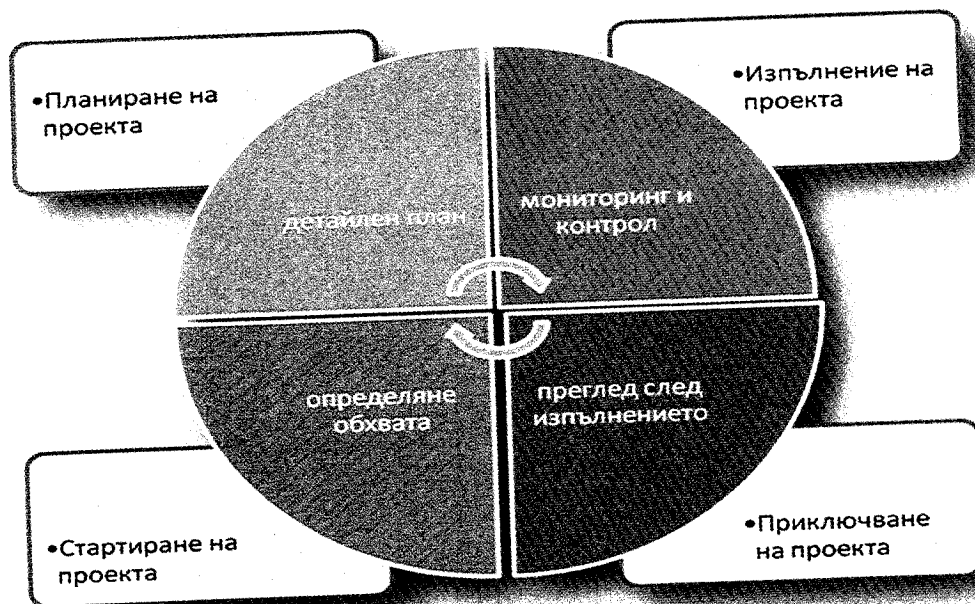 •Планиране на
проекта
•Изпълнение на
проекта
детайлен план
мониторинг и
контрол
определяне
обхвата
преглед след
изпълнението
•Стартиране на
проекта
•Приключване
на проекта